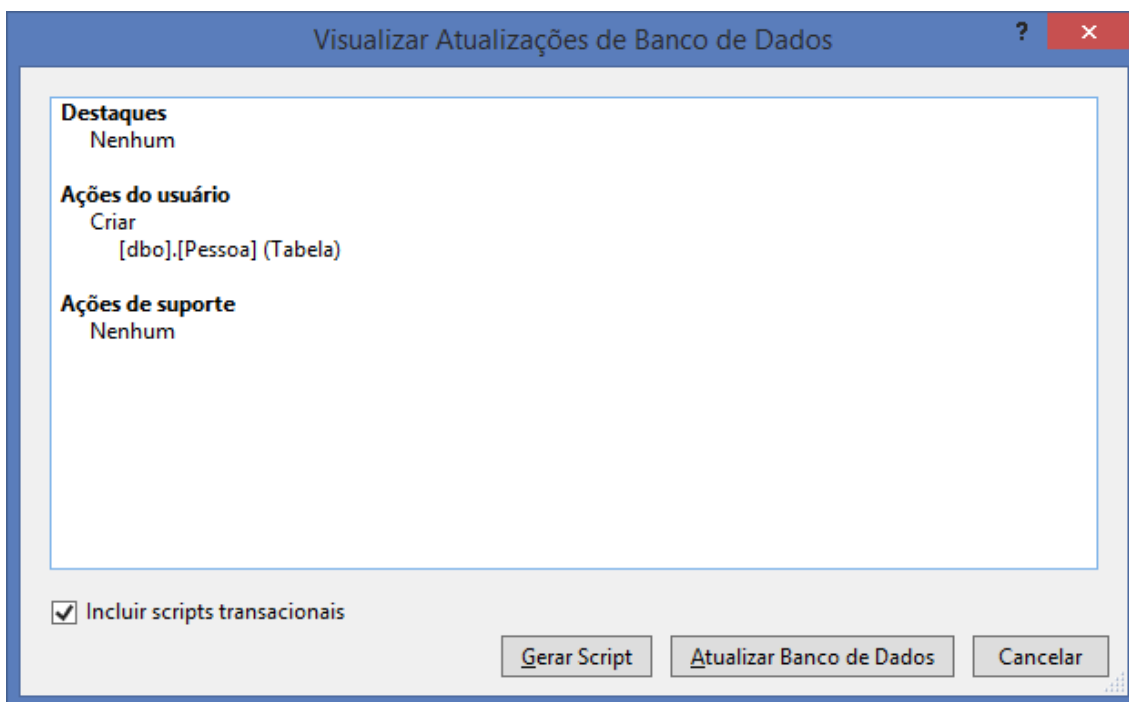 Visualizar Atualizações de Banco de Dados
?
Destaques
Nenhum
Ações do usuário
Criar
[dbo].[Pessoa] (Tabela)
Ações de suporte
Nenhum
Incluir scripts transacionais
Gerar Script Atualizar Banco de Dados Cancelar